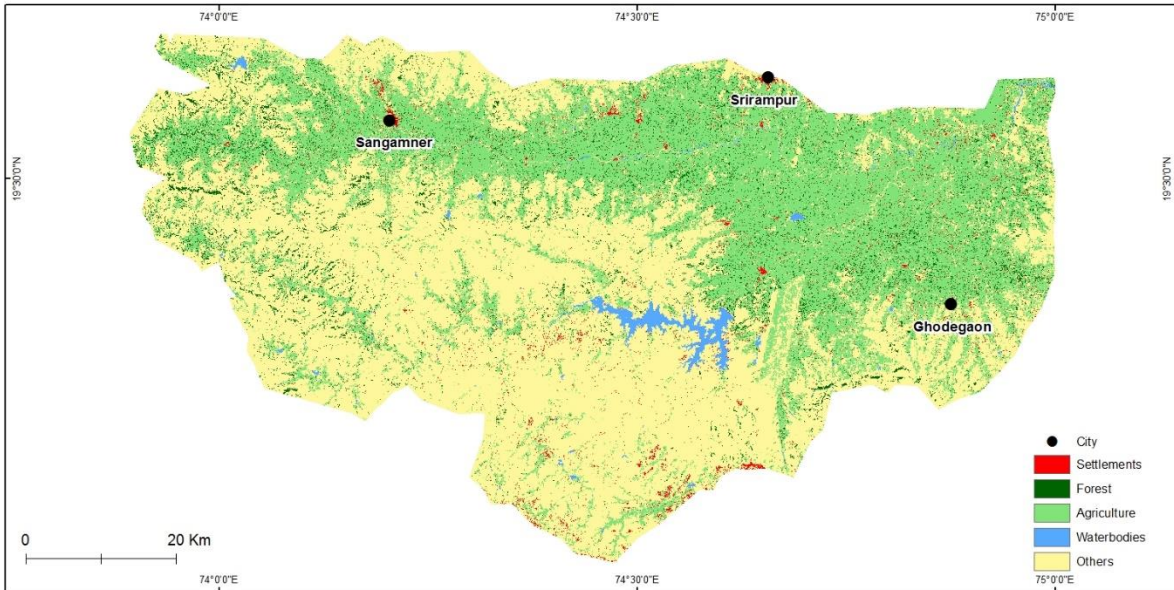 74°0'0"E
74°30'0"E
75°0'0"E
Srirampur
Sangamner
19°30'0"N
19°30'0"N
Ghodegaon
City
Settlements
Forest
Agriculture
Waterbodies
Others
0
20 Km
74°0'0"E
74°30'0"E
75°0'0"E